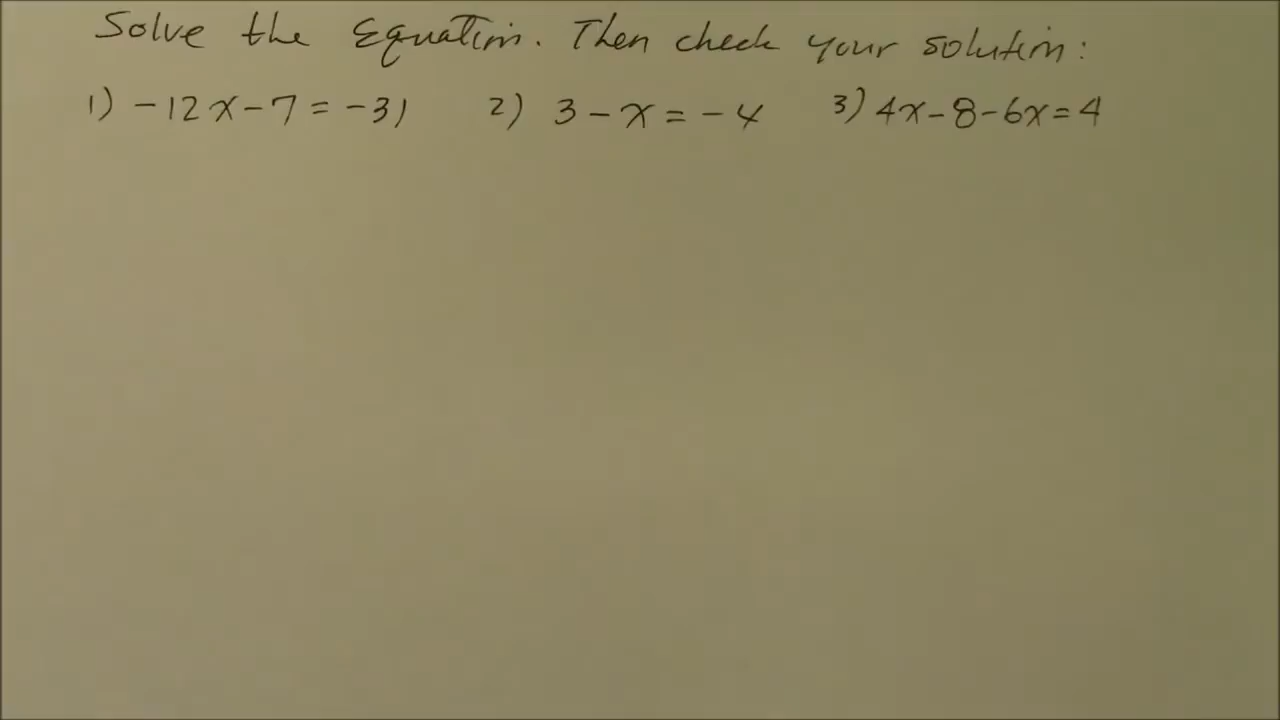 Solve the Equation. Then check your solution:
1) -12x-7=-31 2) 3-x=-4 3) 4x-8-6x=4